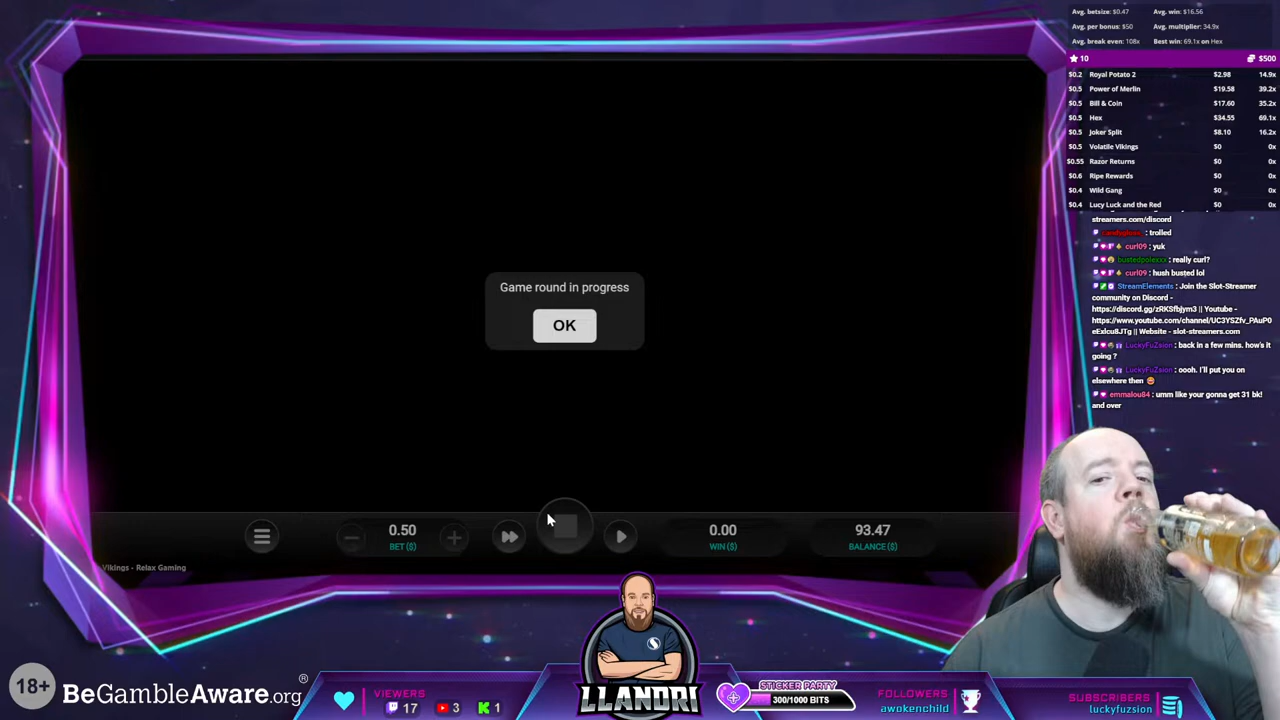 Avg. betsize: $0.47 Avg. win: $16.56
Avg. per bonus: $50 Avg. multiplier: 34.9x
Avg. break even: 108x Best win: 69.1x on Hex
10 $500
$0.2 Royal Potato 2 $2.98 14.9x
$0.5 Power of Merlin $19.58 39.2x
$0.5 Bill & Coin $17.60 35.2x
$0.5 Hex $34.55 69.1x
$0.5 Joker Split $8.10 16.2x
$0.5 Volatile Vikings $0 0x
$0.55 Razor Returns $0 0x
$0.6 Ripe Rewards $0 0x
$0.4 Wild Gang $0 0x
$0.4 Lucy Luck and the Red $0 0x
streamers.com/discord
: trolled
curl09 : yuk
bustedpolexxx : really curl?
curl09 : hush busted lol
StreamElements : Join the Slot-Streamer
community on Discord -
https://discord.gg/zRKSfbjym3 || Youtube -
https://www.youtube.com/channel/UC3YSZfv_PAuP0
eExlcu8JTg || Website - slot-streamers.com
LuckyFuZsion : back in a few mins. how's it
going ?
LuckyFuZsion : oooh. I'll put you on
elsewhere then
emmalou84 : umm like your gonna get 31 bk!
and over
Game round in progress
OK
0.50
BET ($)
0.00
WIN ($)
93.47
BALANCE ($)
Vikings - Relax Gaming
18+ BeGambleAware.org ®
VIEWERS
17 3 1
LLANDRI
STICKER PARTY
300/1000 BITS
FOLLOWERS
awokenchild
SUBSCRIBERS
luckyfuzsion